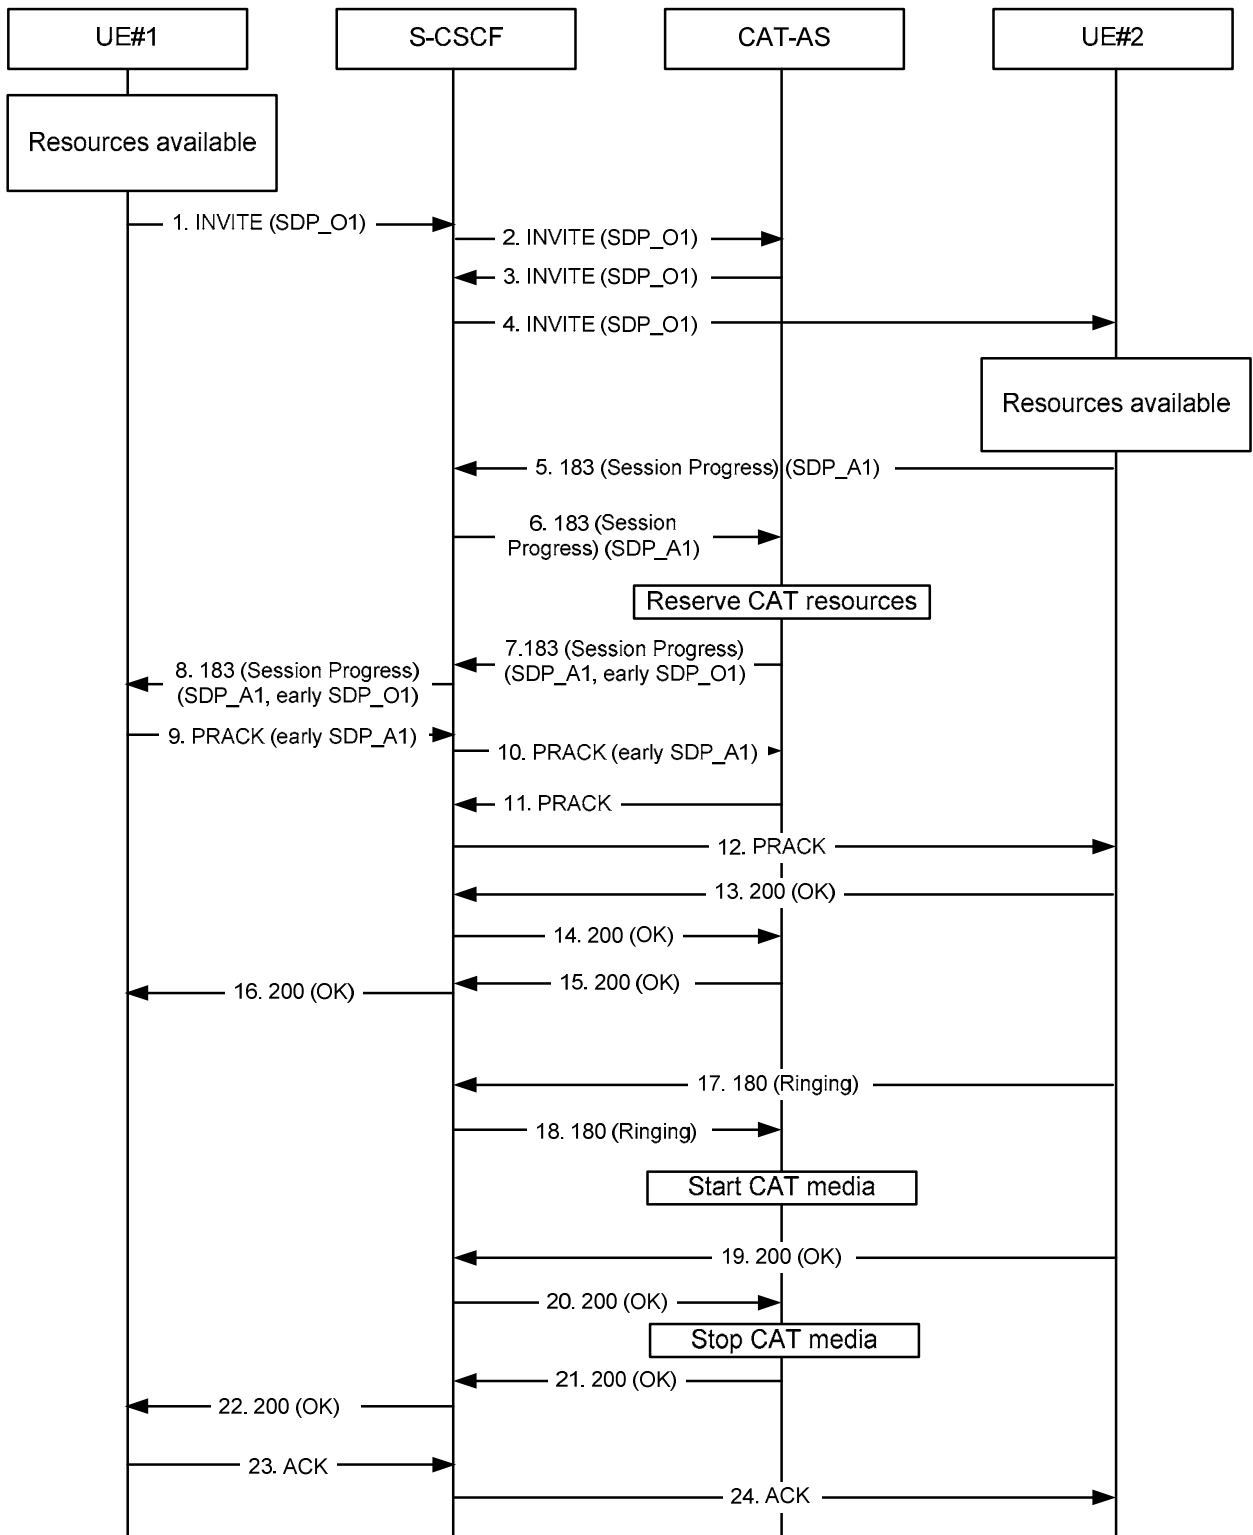 UE#1
S-CSCF
CAT-AS
UE#2
Resources available
1. INVITE (SDP_O1)
2. INVITE (SDP_O1)
3. INVITE (SDP_O1)
4. INVITE (SDP_O1)
Resources available
5. 183 (Session Progress) (SDP_A1)
6. 183 (Session
Progress) (SDP_A1)
Reserve CAT resources
7.183 (Session Progress)
(SDP_A1, early SDP_O1)
8. 183 (Session Progress)
(SDP_A1, early SDP_O1)
9. PRACK (early SDP_A1)
10. PRACK (early SDP_A1)
11. PRACK
12. PRACK
13. 200 (OK)
14. 200 (OK)
15. 200 (OK)
16. 200 (OK)
17. 180 (Ringing)
18. 180 (Ringing)
Start CAT media
19. 200 (OK)
20. 200 (OK)
Stop CAT media
21. 200 (OK)
22. 200 (OK)
23. ACK
24. ACK